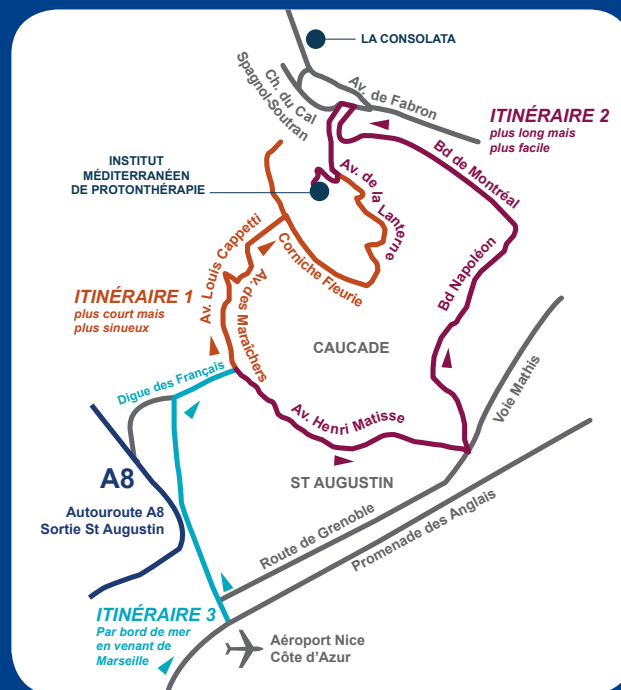 LA CONSOLATA
Av. de Fabron
Ch. du Cal
Spagnol-Soutran
ITINÉRAIRE 2
plus long mais
plus facile
Bd de Montréal
INSTITUT
MÉDITERRANÉEN
DE PROTONTHÉRAPIE
Av. de la Lanterne
Corniche Fleurie
Av. Louis Cappetti
Av. des Maraîchers
ITINÉRAIRE 1
plus court mais
plus sinueux
Bd Napoléon
CAUCADE
Digue des Français
Voie Mathis
Av. Henri Matisse
A8
ST AUGUSTIN
Autouroute A8
Sortie St Augustin
Route de Grenoble
Promenade des Anglais
ITINÉRAIRE 3
Par bord de mer
en venant de
Marseille
Aéroport Nice
Côte d'Azur